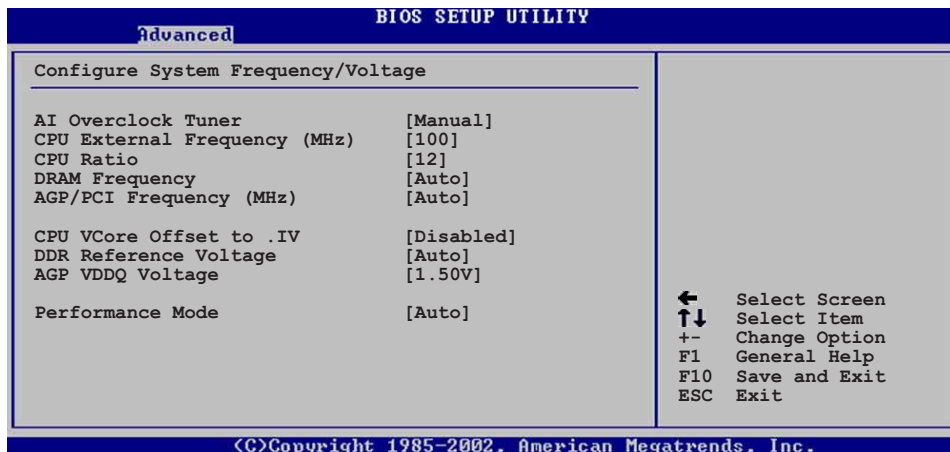 BIOS SETUP UTILITY
Advanced
Configure System Frequency/Voltage
AI Overclock Tuner [Manual]
CPU External Frequency (MHz) [100]
CPU Ratio [12]
DRAM Frequency [Auto]
AGP/PCI Frequency (MHz) [Auto]
CPU VCore Offset to .IV [Disabled]
DDR Reference Voltage [Auto]
AGP VDDQ Voltage [1.50V]
Performance Mode [Auto]
← Select Screen
↑↓ Select Item
+- Change Option
F1 General Help
F10 Save and Exit
ESC Exit
(C)Copyright 1985-2002, American Megatrends, Inc.